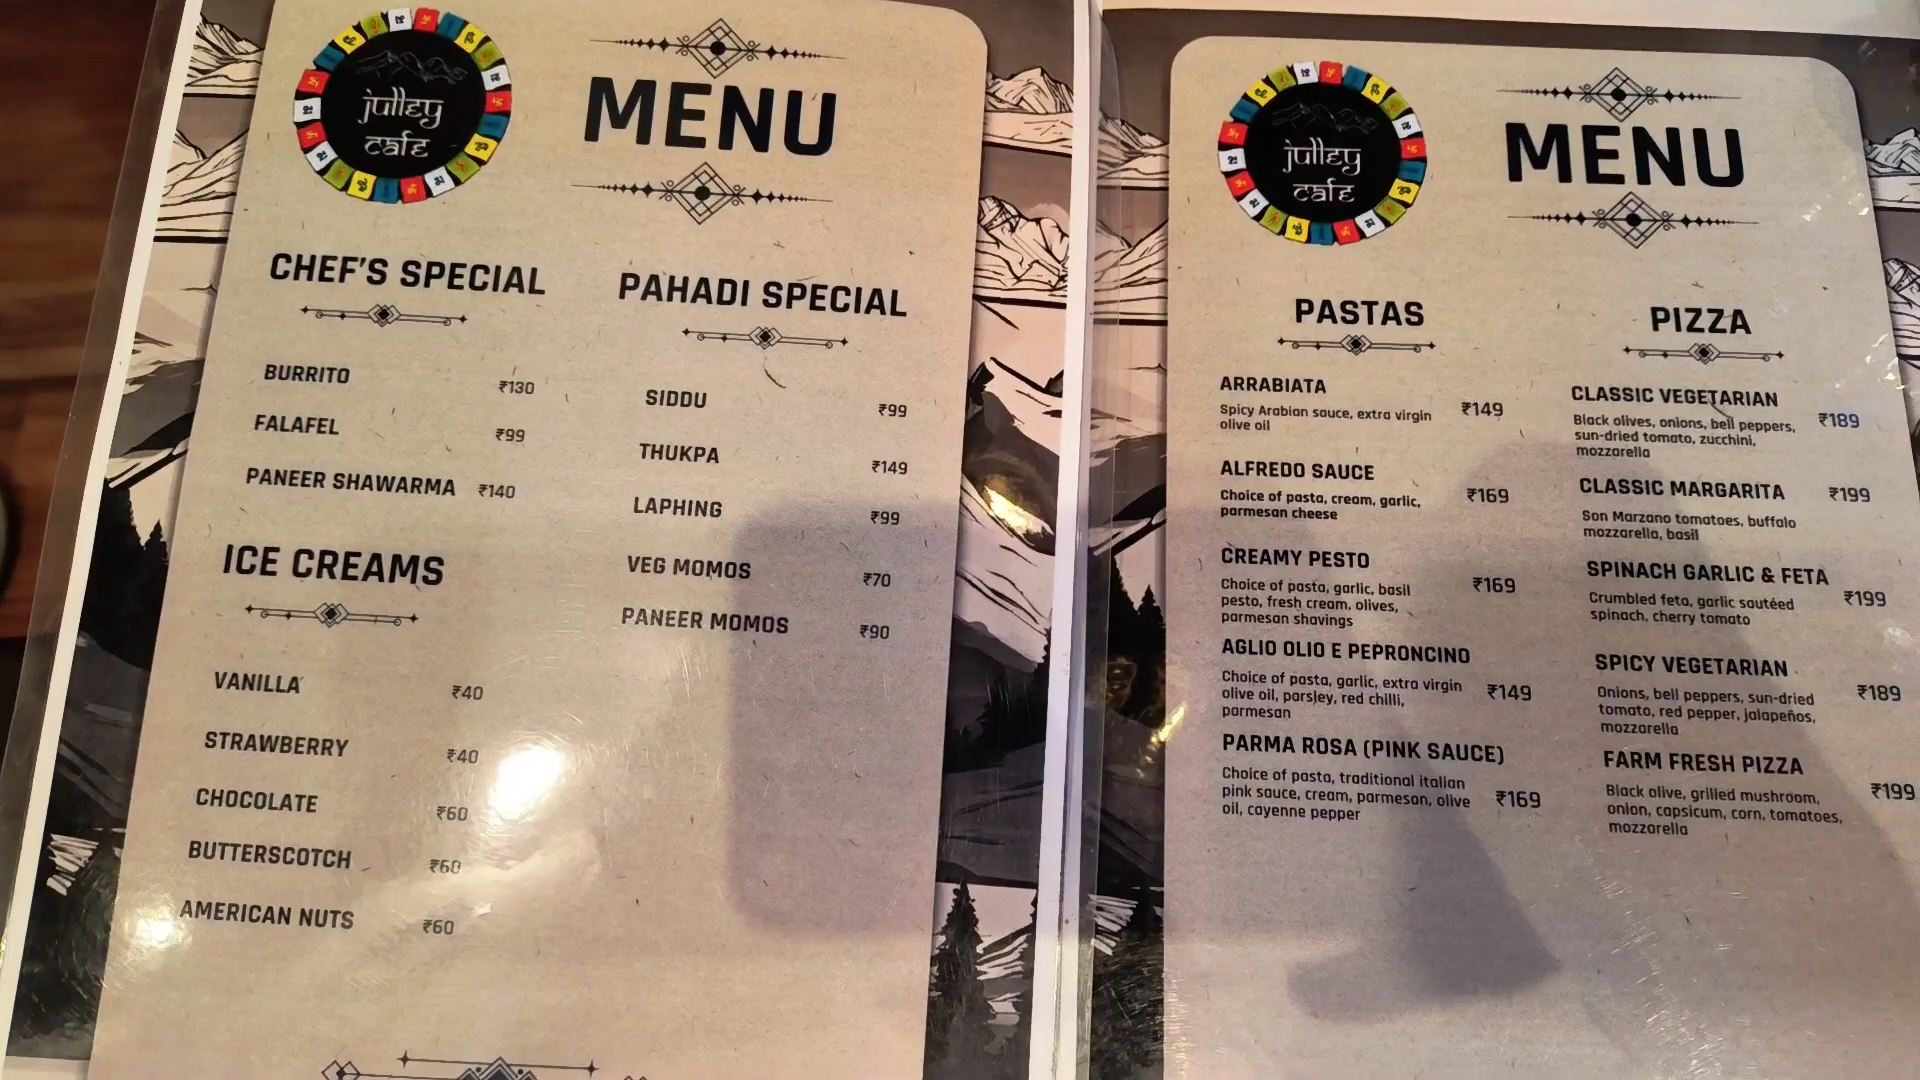 julley
cafe
MENU
CHEF'S SPECIAL
BURRITO ₹130
FALAFEL ₹99
PANEER SHAWARMA ₹140
ICE CREAMS
VANILLA ₹40
STRAWBERRY ₹40
CHOCOLATE ₹60
BUTTERSCOTCH ₹60
AMERICAN NUTS ₹60
PAHADI SPECIAL
SIDDU ₹99
THUKPA ₹149
LAPHING ₹99
VEG MOMOS ₹70
PANEER MOMOS ₹90
julley
cafe
MENU
PASTAS
ARRABIATA ₹149
Spicy Arabian sauce, extra virgin
olive oil
ALFREDO SAUCE ₹169
Choice of pasta, cream, garlic,
parmesan cheese
CREAMY PESTO ₹169
Choice of pasta, garlic, basil
pesto, fresh cream, olives,
parmesan shavings
AGLIO OLIO E PEPRONCINO ₹149
Choice of pasta, garlic, extra virgin
olive oil, parsley, red chilli,
parmesan
PARMA ROSA (PINK SAUCE) ₹169
Choice of pasta, traditional italian
pink sauce, cream, parmesan, olive
oil, cayenne pepper
PIZZA
CLASSIC VEGETARIAN ₹189
Black olives, onions, bell peppers,
sun-dried tomato, zucchini,
mozzarella
CLASSIC MARGARITA ₹199
San Marzano tomatoes, buffalo
mozzarella, basil
SPINACH GARLIC & FETA ₹199
Crumbled feta, garlic sautéed
spinach, cherry tomato
SPICY VEGETARIAN ₹189
Onions, bell peppers, sun-dried
tomato, red pepper, jalapeños,
mozzarella
FARM FRESH PIZZA ₹199
Black olive, grilled mushroom,
onion, capsicum, corn, tomatoes,
mozzarella